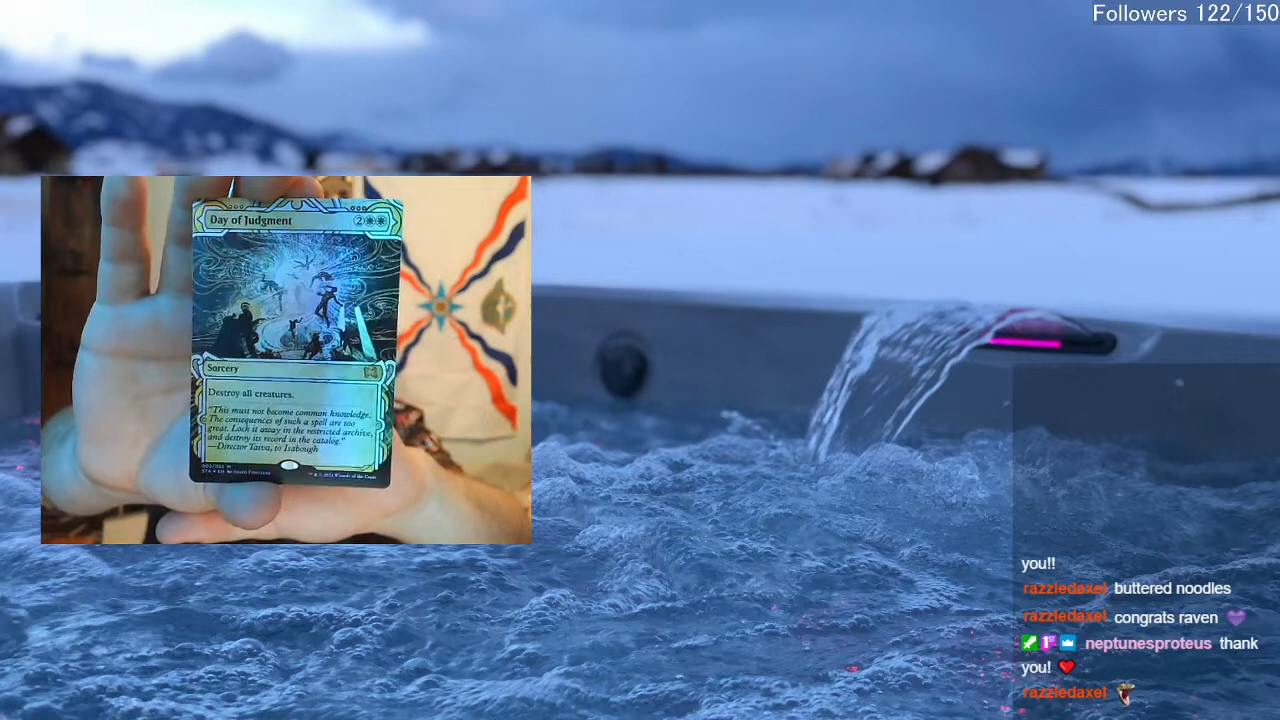 Followers 122/150
Day of Judgment 2
Sorcery
Destroy all creatures.
"This must not become common knowledge.
The consequences of such a spell are too
great. Lock it away in the restricted archive,
and destroy its record in the catalog."
—Director Taiva, to Isabough
you!!
razzledaxel buttered noodles
razzledaxel congrats raven 💜
neptunesproteus thank
you! ❤️
razzledaxel